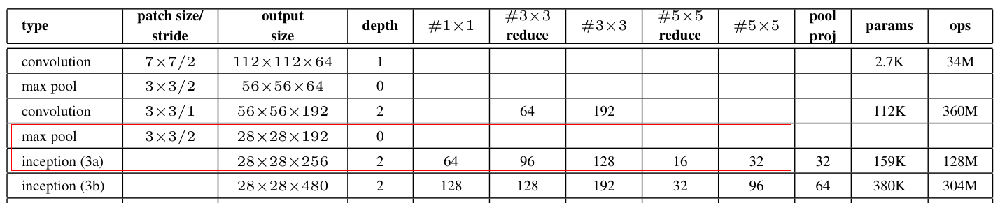 type patch size/ stride output size depth #1×1 #3×3 reduce #3×3 #5×5 reduce #5×5 pool proj params ops
convolution 7×7/2 112×112×64 1 2.7K 34M
max pool 3×3/2 56×56×64 0
convolution 3×3/1 56×56×192 2 64 192 112K 360M
max pool 3×3/2 28×28×192 0
inception (3a) 28×28×256 2 64 96 128 16 32 32 159K 128M
inception (3b) 28×28×480 2 128 128 192 32 96 64 380K 304M